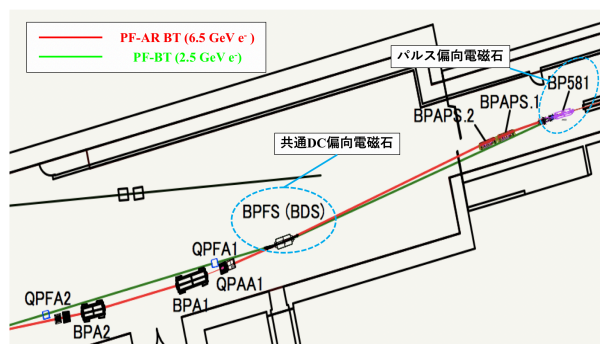 PF-AR BT (6.5 GeV e⁻ )
PF-BT (2.5 GeV e⁻)
パルス偏向電磁石
BP581
BPAPS.1
BPAPS.2
共通DC偏向電磁石
BPFS (BDS)
QPFA1
QPAA1
BPA1
QPFA2
BPA2